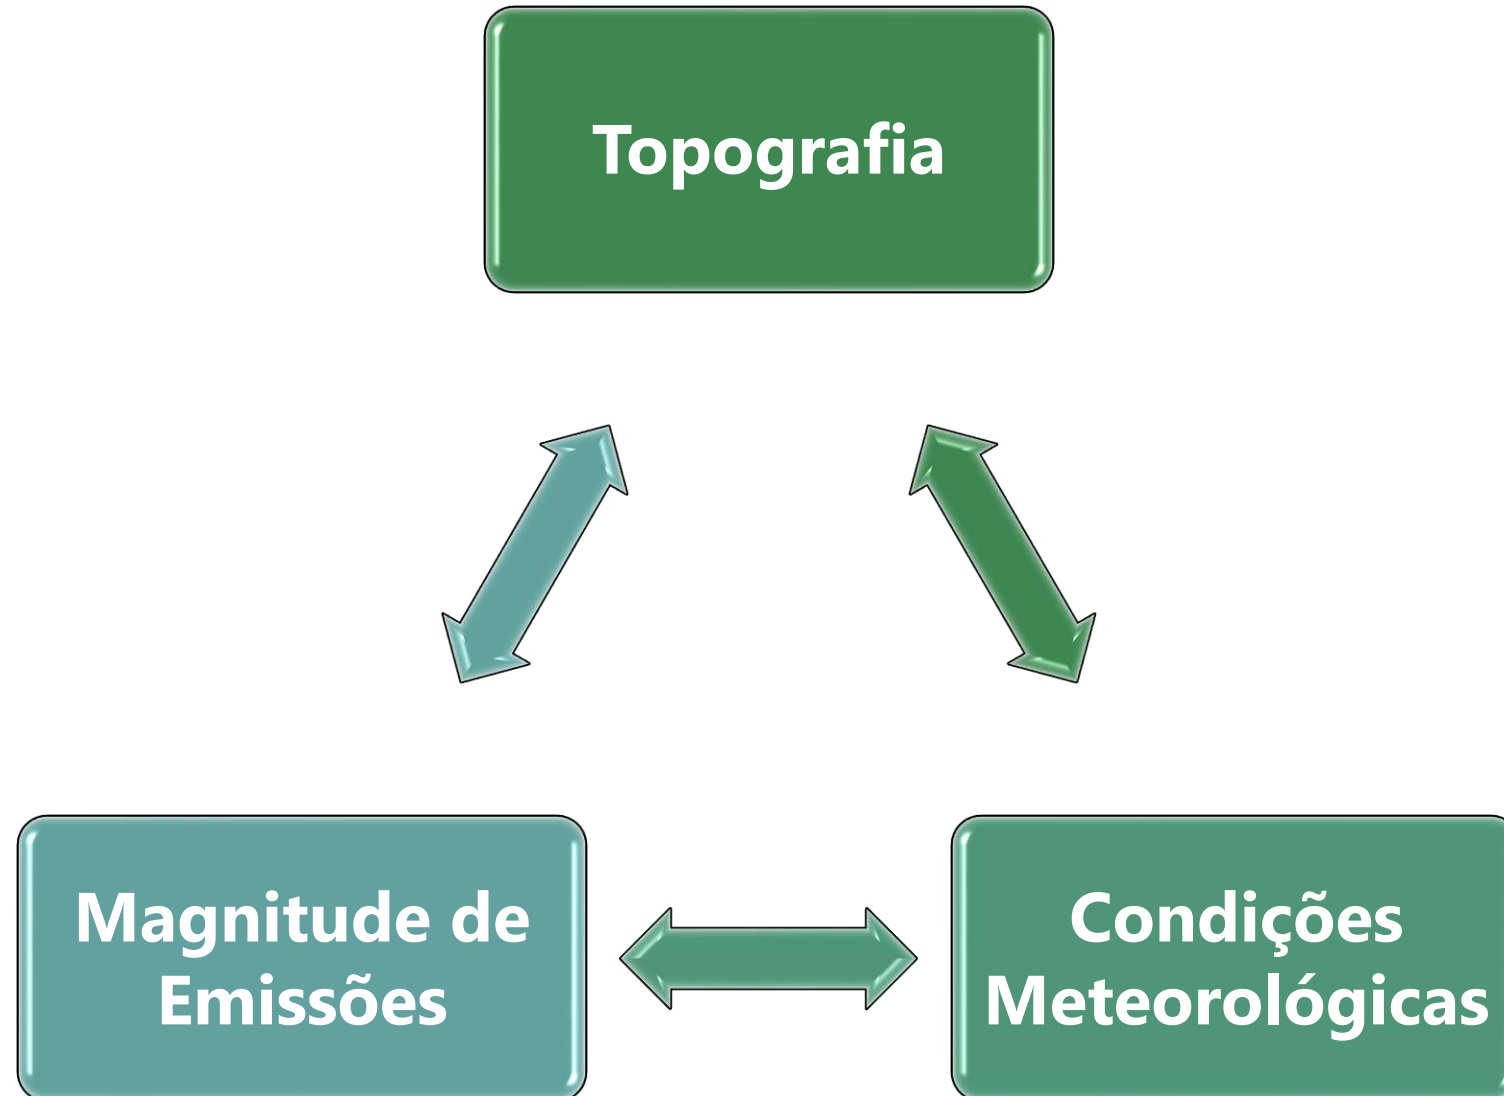 Topografia
Magnitude de
Emissões
Condições
Meteorológicas